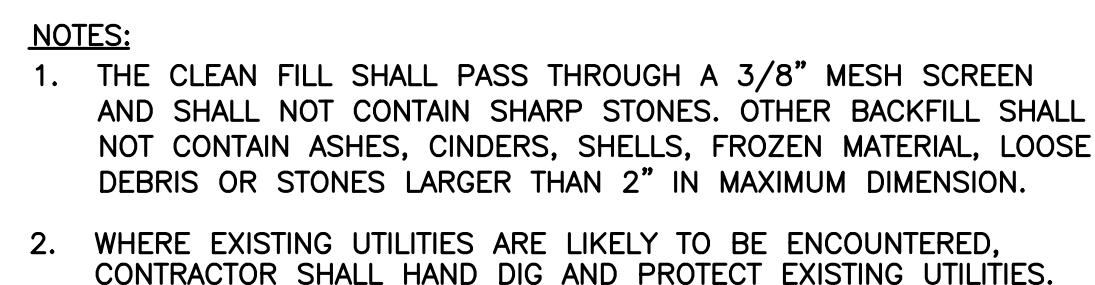 NOTES:
1. THE CLEAN FILL SHALL PASS THROUGH A 3/8” MESH SCREEN
AND SHALL NOT CONTAIN SHARP STONES. OTHER BACKFILL SHALL
NOT CONTAIN ASHES, CINDERS, SHELLS, FROZEN MATERIAL, LOOSE
DEBRIS OR STONES LARGER THAN 2” IN MAXIMUM DIMENSION.
2. WHERE EXISTING UTILITIES ARE LIKELY TO BE ENCOUNTERED,
CONTRACTOR SHALL HAND DIG AND PROTECT EXISTING UTILITIES.